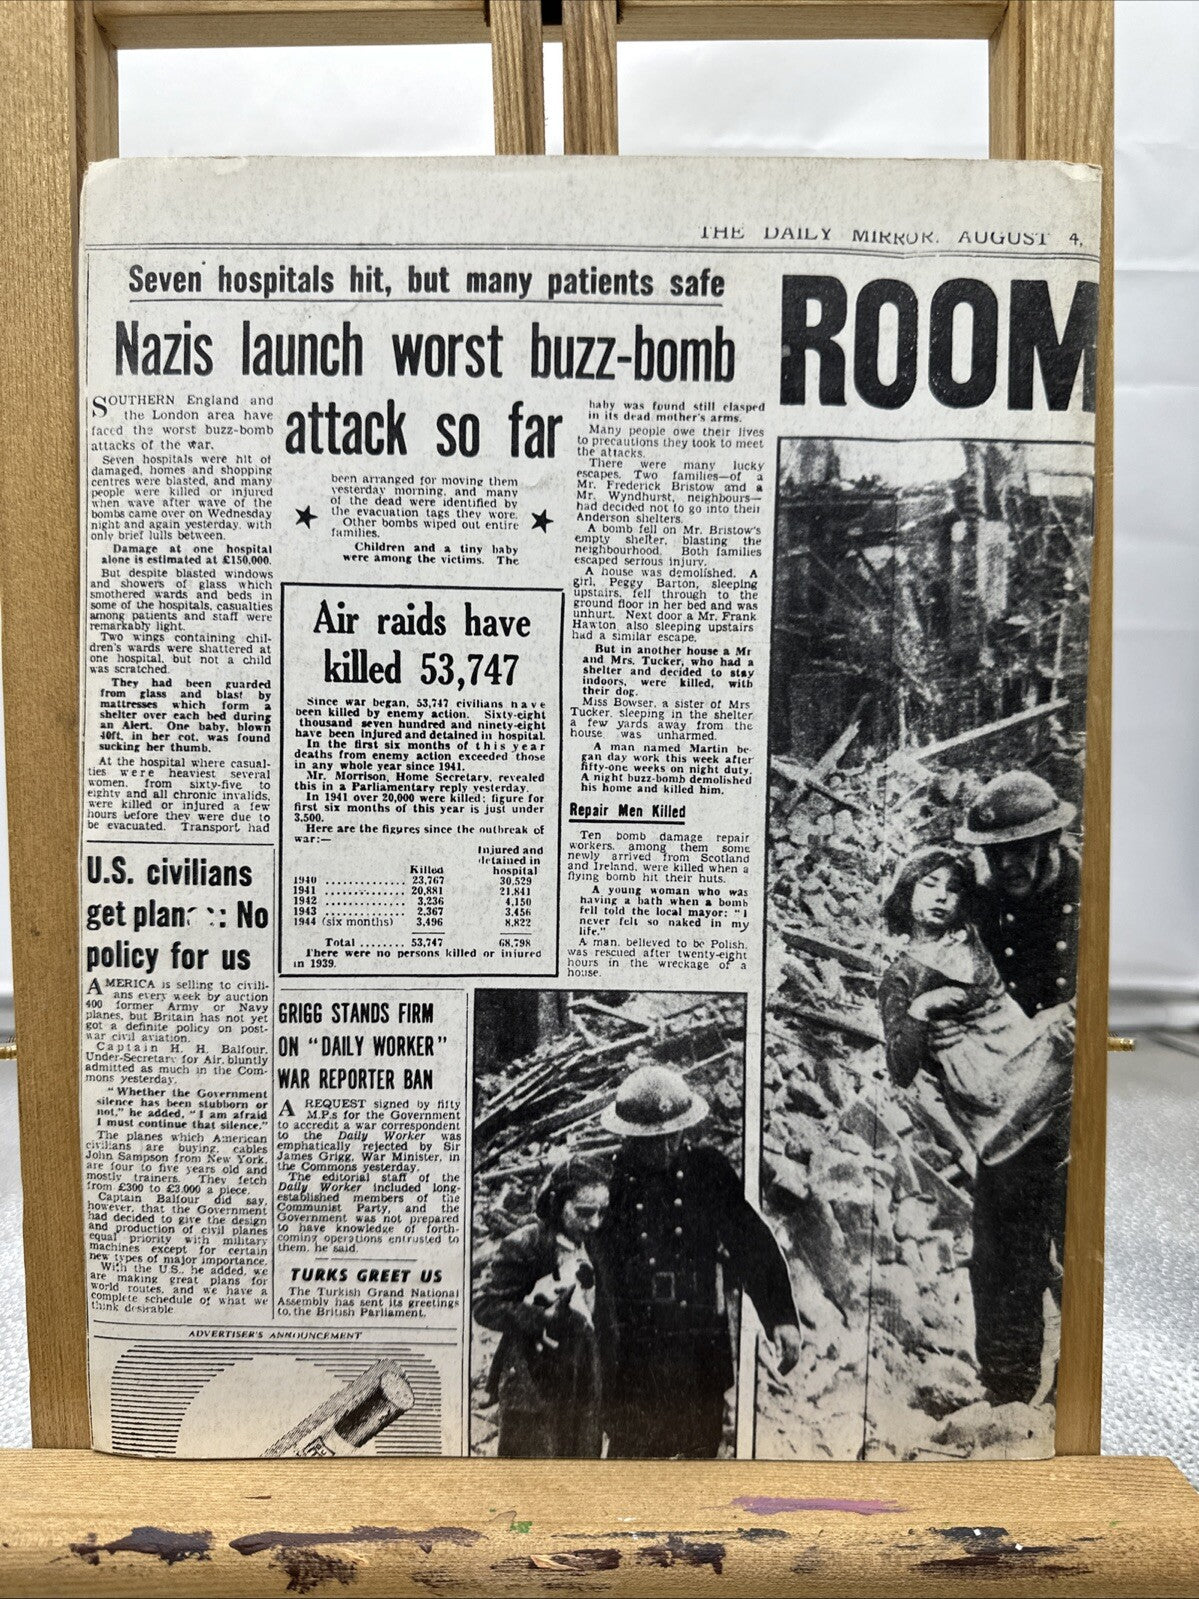 THE DAILY MIRROR, AUGUST 4,
Seven hospitals hit, but many patients safe
Nazis launch worst buzz-bomb
attack so far
ROOM
SOUTHERN England and
the London area have
faced the worst buzz-bomb
attacks of the war.
Seven hospitals were hit or
damaged, homes and shopping
centres were blasted, and many
people were killed or injured
when wave after wave of the
bombs came over on Wednesday
night and again yesterday, with
only brief lulls between.
Damage at one hospital
alone is estimated at £150,000.
But despite blasted windows
and showers of glass which
smothered wards and beds in
some of the hospitals, casualties
among patients and staff were
remarkably light.
Two wings containing chil-
dren's wards were shattered at
one hospital, but not a child
was scratched.
They had been guarded
from glass and blast by
mattresses which form a
shelter over each bed during
an Alert. One baby, blown
40ft. in her cot, was found
sucking her thumb.
At the hospital where casual-
ties were heaviest several
women, from sixty-five to
eighty and all chronic invalids,
were killed or injured a few
hours before they were due to
be evacuated. Transport had
been arranged for moving them
yesterday morning, and many
of the dead were identified by
the evacuation tags they wore.
Other bombs wiped out entire
families.
Children and a tiny baby
were among the victims. The
baby was found still clasped
in its dead mother's arms.
Many people owe their lives
to precautions they took to meet
the attacks.
There were many lucky
escapes. Two families—of a
Mr. Frederick Bristow and a
Mr. Wyndhurst, neighbours—
had decided not to go into their
Anderson shelters.
A bomb fell on Mr. Bristow's
empty shelter, blasting the
neighbourhood. Both families
escaped serious injury.
A house was demolished. A
girl, Peggy Barton, sleeping
upstairs, fell through to the
ground floor in her bed and was
unhurt. Next door a Mr. Frank
Hawton, also sleeping upstairs
had a similar escape.
But in another house a Mr
and Mrs. Tucker, who had a
shelter and decided to stay
indoors, were killed, with
their dog.
Miss Bowser, a sister of Mrs
Tucker, sleeping in the shelter
a few yards away from the
house was unharmed.
A man named Martin be-
gan day work this week after
fifty-one weeks on night duty.
A night buzz-bomb demolished
his home and killed him.
Repair Men Killed
Ten bomb damage repair
workers, among them some
newly arrived from Scotland
and Ireland, were killed when a
flying bomb hit their huts.
A young woman who was
having a bath when a bomb
fell told the local mayor: "I
never felt so naked in my
life."
A man, believed to be Polish,
was rescued after twenty-eight
hours in the wreckage of a
house.
Air raids have
killed 53,747
Since war began, 53,747 civilians have
been killed by enemy action. Sixty-eight
thousand seven hundred and ninety-eight
have been injured and detained in hospital.
In the first six months of this year
deaths from enemy action exceeded those
in any whole year since 1941.
Mr. Morrison, Home Secretary, revealed
this in a Parliamentary reply yesterday.
In 1941 over 20,000 were killed; figure for
first six months of this year is just under
3,500.
Here are the figures since the outbreak of
war:—
Injured and
detained in
Killed hospital
1940 ............. 23,767 30,529
1941 ............. 20,881 21,841
1942 ............. 3,236 4,150
1943 ............. 2,367 3,456
1944 (six months) 3,496 8,822
Total ........ 53,747 68,798
There were no persons killed or injured
in 1939.
U.S. civilians
get : No
policy for us
AMERICA is selling to civili-
ans every week by auction
400 former Army or Navy
planes, but Britain has not yet
got a definite policy on post-
war civil aviation.
Captain H. H. Balfour,
Under-Secretary for Air, bluntly
admitted as much in the Com-
mons yesterday.
"Whether the Government
silence has been stubborn or
not," he added, "I am afraid
I must continue that silence."
The planes which American
civilians are buying, cables
John Sampson from New York,
are four to five years old and
mostly trainers. They fetch
from £300 to £3,000 a piece.
Captain Balfour did say,
however, that the Government
had decided to give the design
and production of civil planes
equal priority with military
machines except for certain
new types of major importance.
With the U.S., he added, we
are making great plans for
world routes, and we have a
complete schedule of what we
think desirable.
GRIGG STANDS FIRM
ON "DAILY WORKER"
WAR REPORTER BAN
A REQUEST signed by fifty
M.P.s for the Government
to accredit a war correspondent
to the Daily Worker was
emphatically rejected by Sir
James Grigg, War Minister, in
the Commons yesterday.
The editorial staff of the
Daily Worker included long-
established members of the
Communist Party, and the
Government was not prepared
to have knowledge of forth-
coming operations entrusted to
them, he said.
TURKS GREET US
The Turkish Grand National
Assembly has sent its greetings
to the British Parliament.
ADVERTISER'S ANNOUNCEMENT